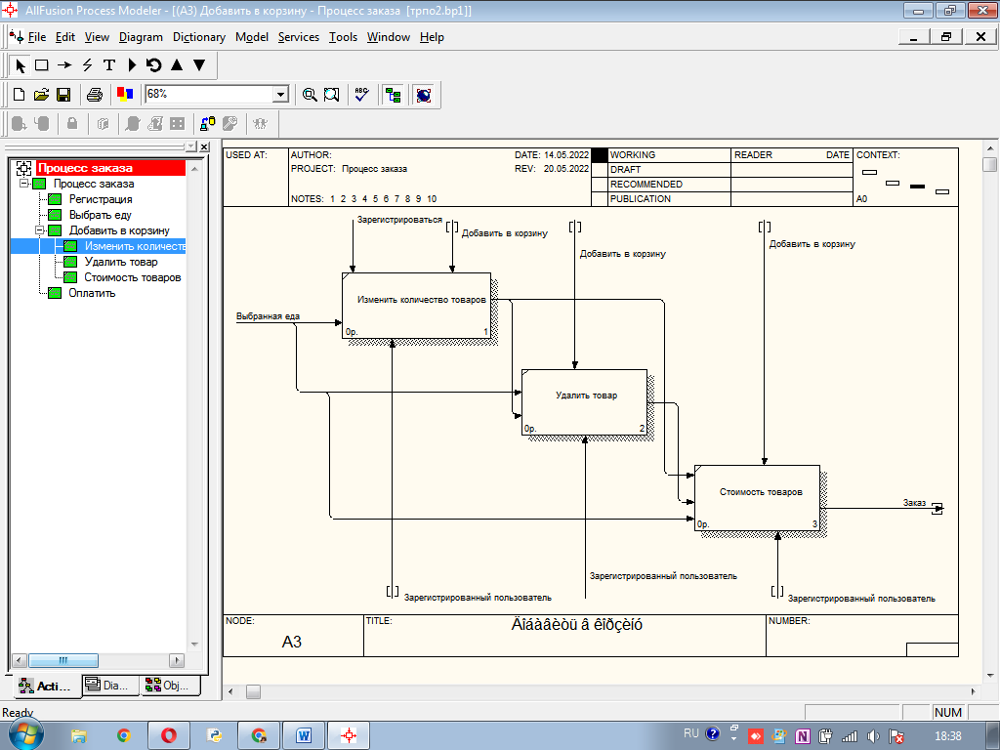 AllFusion Process Modeler - [(A3) Добавить в корзину - Процесс заказа [трпо2.bp1]]
File Edit View Diagram Dictionary Model Services Tools Window Help
68%
ABC
Процесс заказа
Процесс заказа
Регистрация
Выбрать еду
Добавить в корзину
Изменить количеств
Удалить товар
Стоимость товаров
Оплатить
Acti... Dia... Obj...
USED AT: AUTHOR: DATE: 14.05.2022 WORKING READER DATE CONTEXT:
PROJECT: Процесс заказа REV: 20.05.2022 DRAFT
RECOMMENDED
NOTES: 1 2 3 4 5 6 7 8 9 10 PUBLICATION A0
Зарегистрироваться
Добавить в корзину
Добавить в корзину
Добавить в корзину
Изменить количество товаров
0р. 1
Выбранная еда
Удалить товар
0р. 2
Стоимость товаров
0р. 3
Заказ
Зарегистрированный пользователь
Зарегистрированный пользователь
Зарегистрированный пользователь
NODE: TITLE: NUMBER:
A3 Äîáàâèòü â êîðçèíó
Ready NUM
RU 18:38